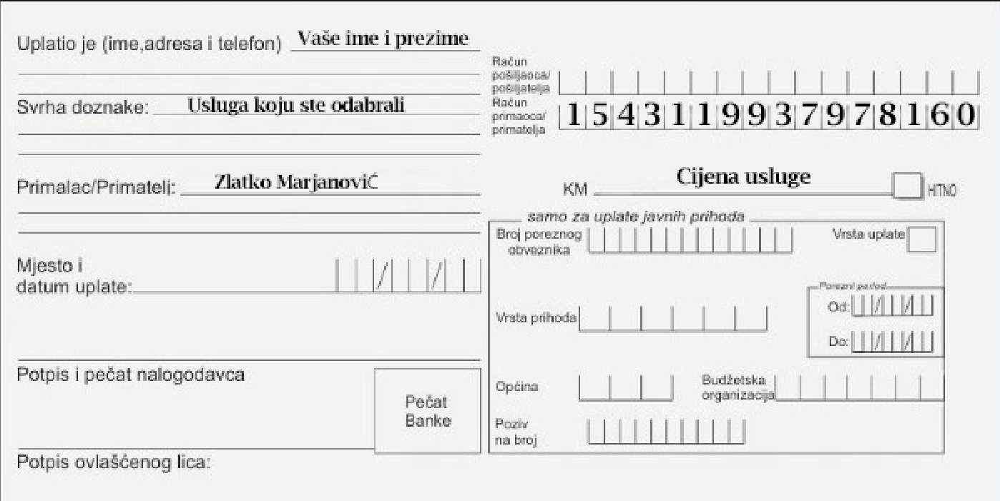 Uplatio je (ime,adresa i telefon) Vaše ime i prezime
Svrha doznake: Usluga koju ste odabrali
Primalac/Primatelj: Zlatko Marjanović
Mjesto i
datum uplate:
Potpis i pečat nalogodavca
Pečat
Banke
Potpis ovlašćenog lica:
Račun
pošiljaoca/
pošiljatelja
Račun
primaoca/
primatelja
1543119937978160
KM Cijena usluge HITNO
samo za uplate javnih prihoda
Broj poreznog
obveznika
Vrsta uplate
Porezni period
Od:
Do:
Vrsta prihoda
Općina
Budžetska
organizacija
Poziv
na broj